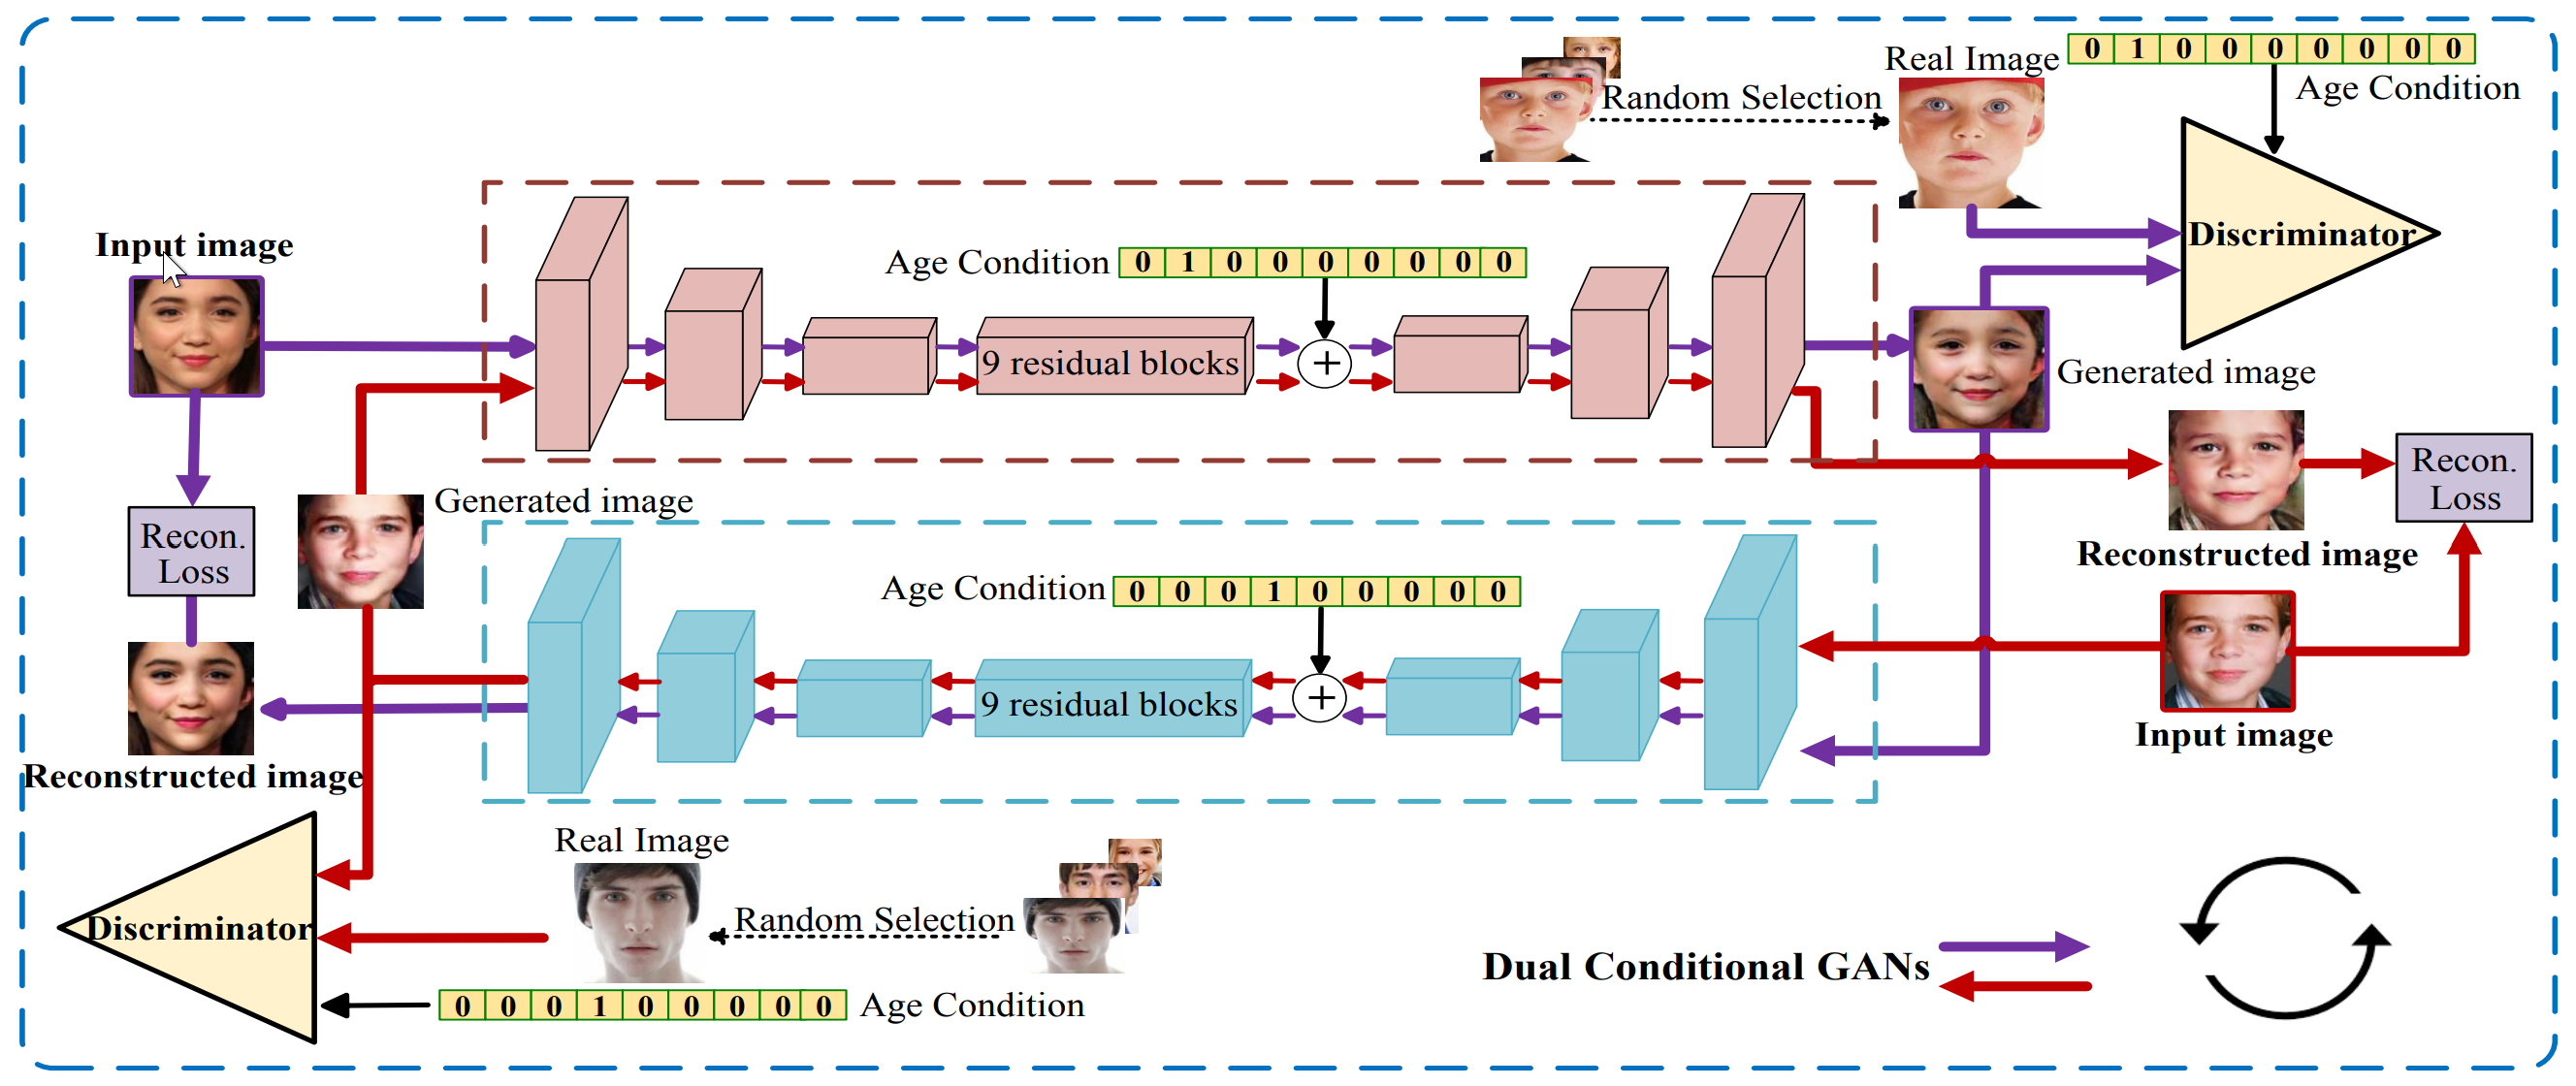 Real Image
0 1 0 0 0 0 0 0 0
Age Condition
Random Selection
Discriminator
Input image
Age Condition
0 1 0 0 0 0 0 0 0
9 residual blocks
+
Generated image
Recon.
Loss
Reconstructed image
Input image
Generated image
Recon.
Loss
Age Condition
0 0 0 1 0 0 0 0 0
9 residual blocks
+
Reconstructed image
Discriminator
Real Image
Random Selection
0 0 0 1 0 0 0 0 0
Age Condition
Dual Conditional GANs